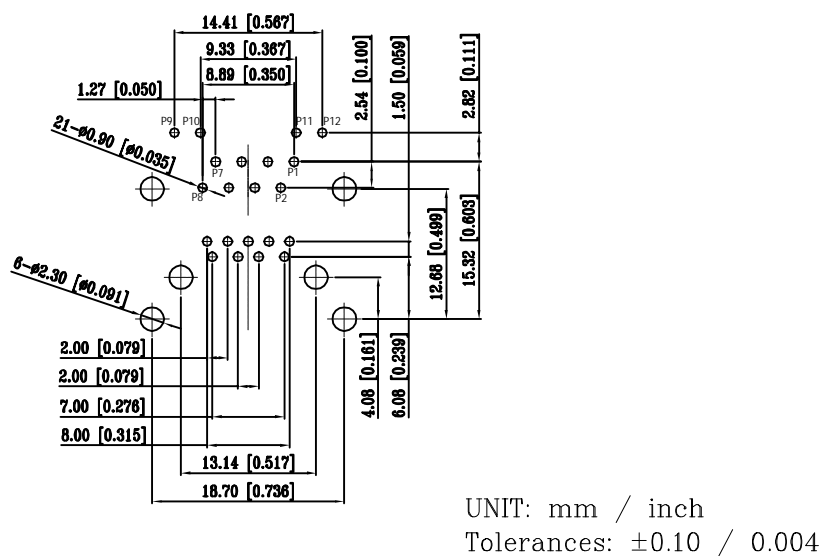 14.41 [0.567]
9.33 [0.367]
8.89 [0.350]
1.27 [0.050]
2.54 [0.100]
1.50 [0.059]
2.82 [0.111]
P9 P10 P11 P12
21-ø0.90 [ø0.035]
P7 P1
P8 P2
12.68 [0.499]
15.32 [0.603]
6-ø2.30 [ø0.091]
2.00 [0.079]
2.00 [0.079]
4.08 [0.161]
6.08 [0.239]
7.00 [0.276]
8.00 [0.315]
13.14 [0.517]
18.70 [0.736]
UNIT: mm / inch
Tolerances: ±0.10 / 0.004